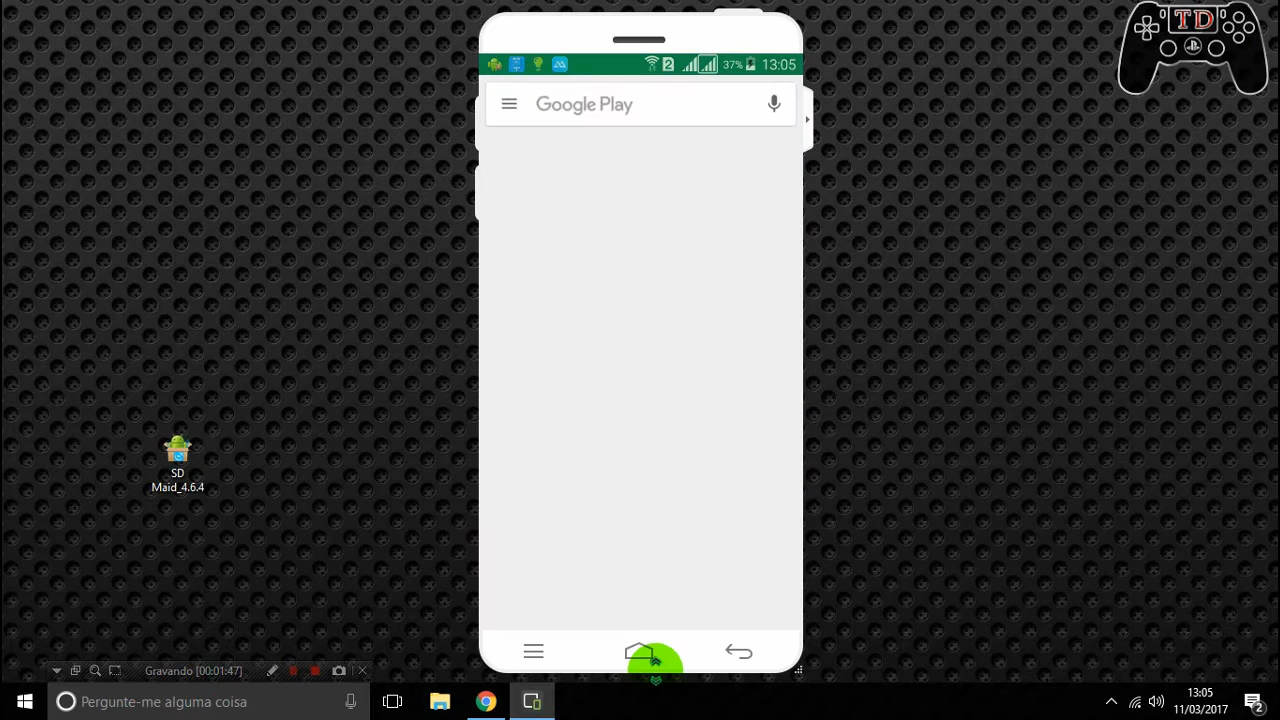 TD
2
37%
13:05
Google Play
SD
Maid_4.6.4
Gravando [00:01:47]
Pergunte-me alguma coisa
13:05
11/03/2017
2